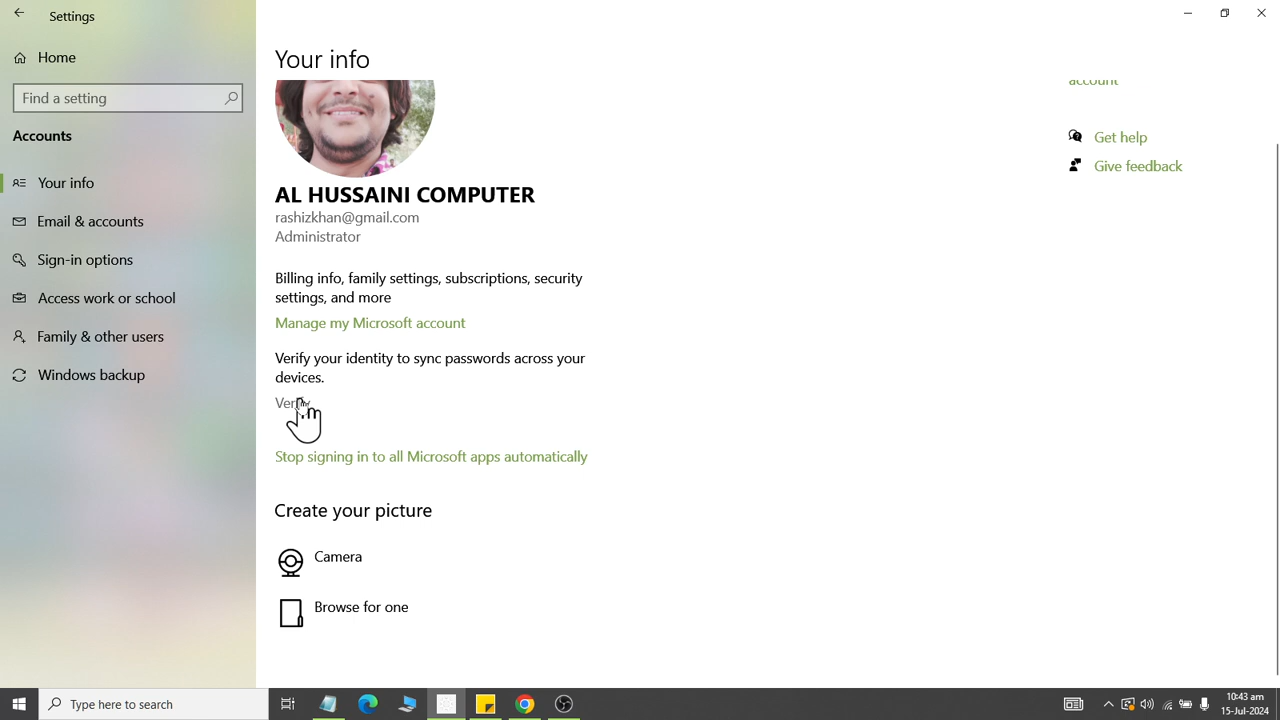 Settings
Home
Find a setting
Accounts
Your info
Email & accounts
Sign-in options
Access work or school
Family & other users
Windows backup
Your info
AL HUSSAINI COMPUTER
rashizkhan@gmail.com
Administrator
Billing info, family settings, subscriptions, security
settings, and more
Manage my Microsoft account
Verify your identity to sync passwords across your
devices.
Verify
Stop signing in to all Microsoft apps automatically
Create your picture
Camera
Browse for one
account
Get help
Give feedback
Type here to search
10:43 am
15-Jul-2024